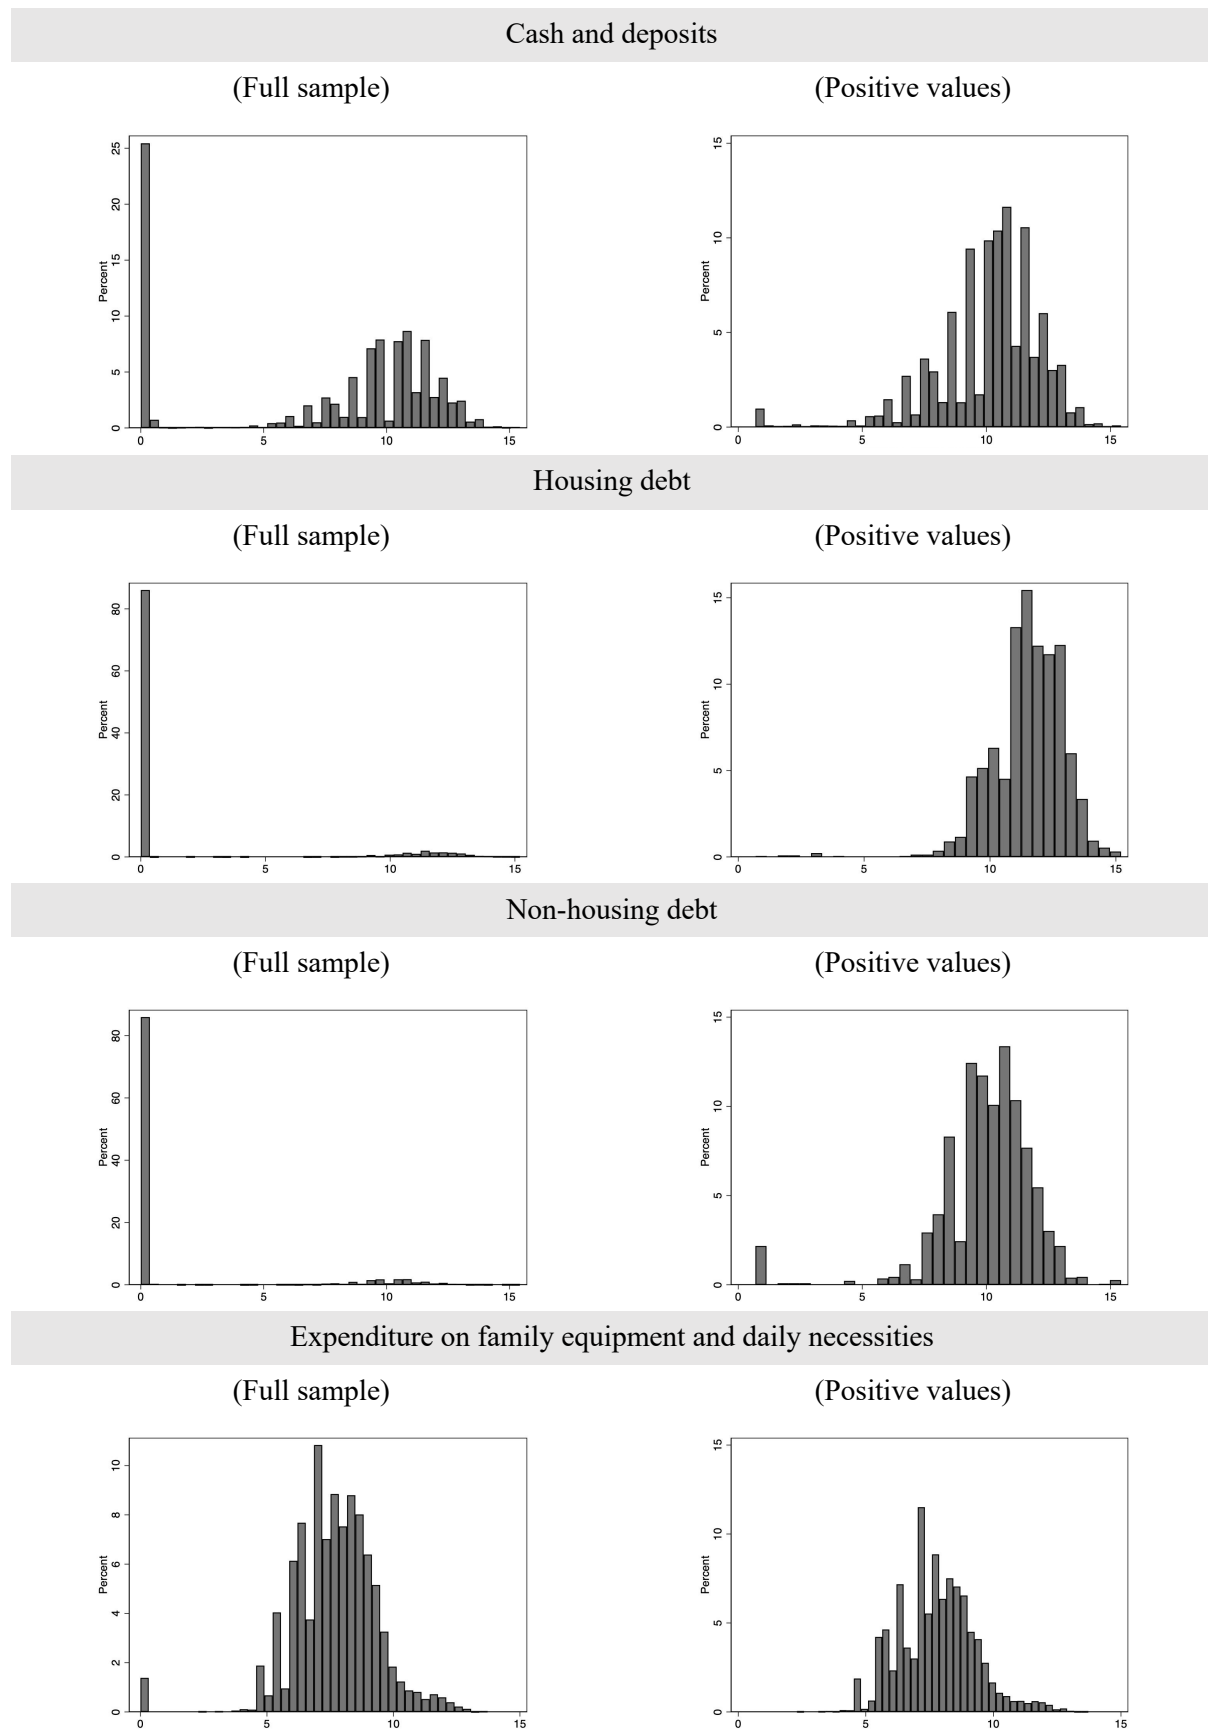 Cash and deposits
(Full sample)
(Positive values)
Percent
0 5 10 15 20 25
0 5 10 15
Percent
0 5 10 15
0 5 10 15
Housing debt
(Full sample)
(Positive values)
Percent
0 20 40 60 80
0 5 10 15
Percent
0 5 10 15
0 5 10 15
Non-housing debt
(Full sample)
(Positive values)
Percent
0 20 40 60 80
0 5 10 15
Percent
0 5 10 15
0 5 10 15
Expenditure on family equipment and daily necessities
(Full sample)
(Positive values)
Percent
0 2 4 6 8 10
0 5 10 15
Percent
0 5 10 15
0 5 10 15